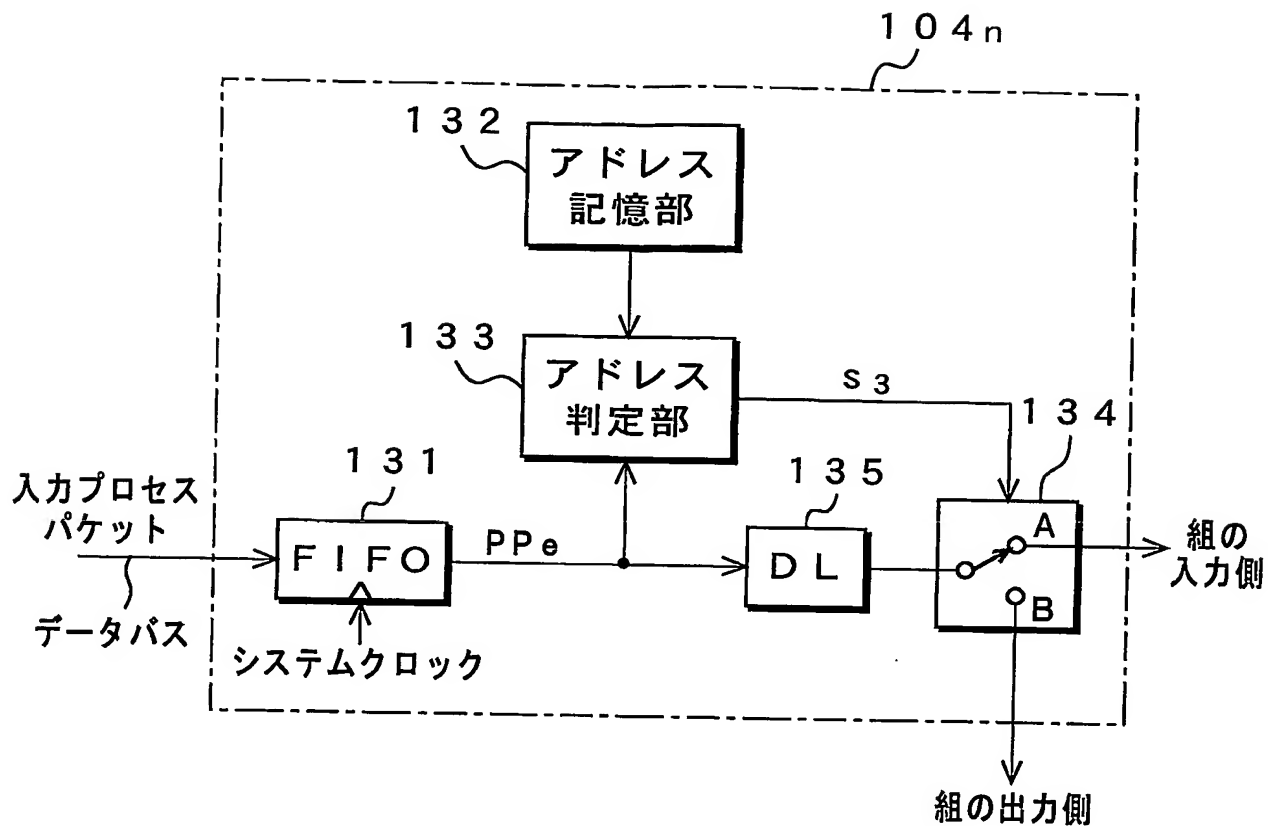 １０４n
１３２
アドレス
記憶部
１３３
アドレス
判定部
s3
１３４
１３１
１３５
入力プロセス
パケット
FIFO
PPe
DL
A
B
組の
入力側
データバス
システムクロック
組の出力側